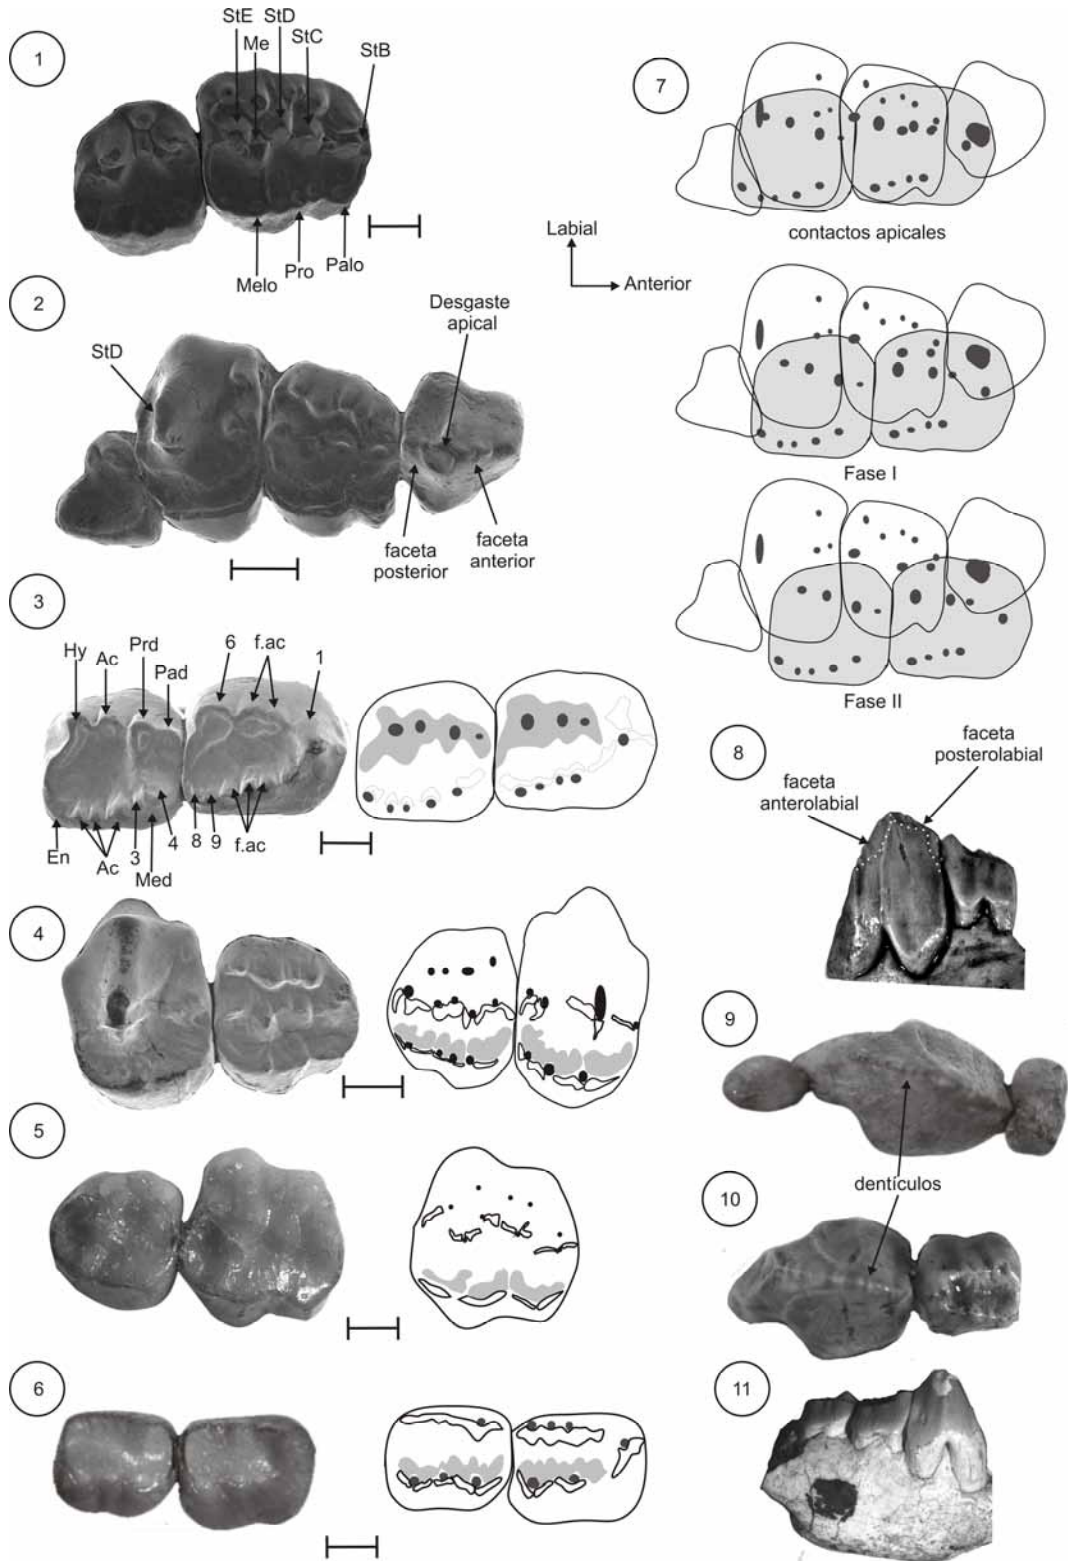 1
StE
StD
Me
StC
StB
Melo
Pro
Palo
2
StD
Desgaste
apical
faceta
posterior
faceta
anterior
3
Hy
Ac
Prd
Pad
6
f.ac
1
En
Ac
3
Med
4
8
9
f.ac
4
5
6
Labial
Anterior
7
contactos apicales
Fase I
Fase II
8
faceta
anterolabial
faceta
posterolabial
9
dentículos
10
11